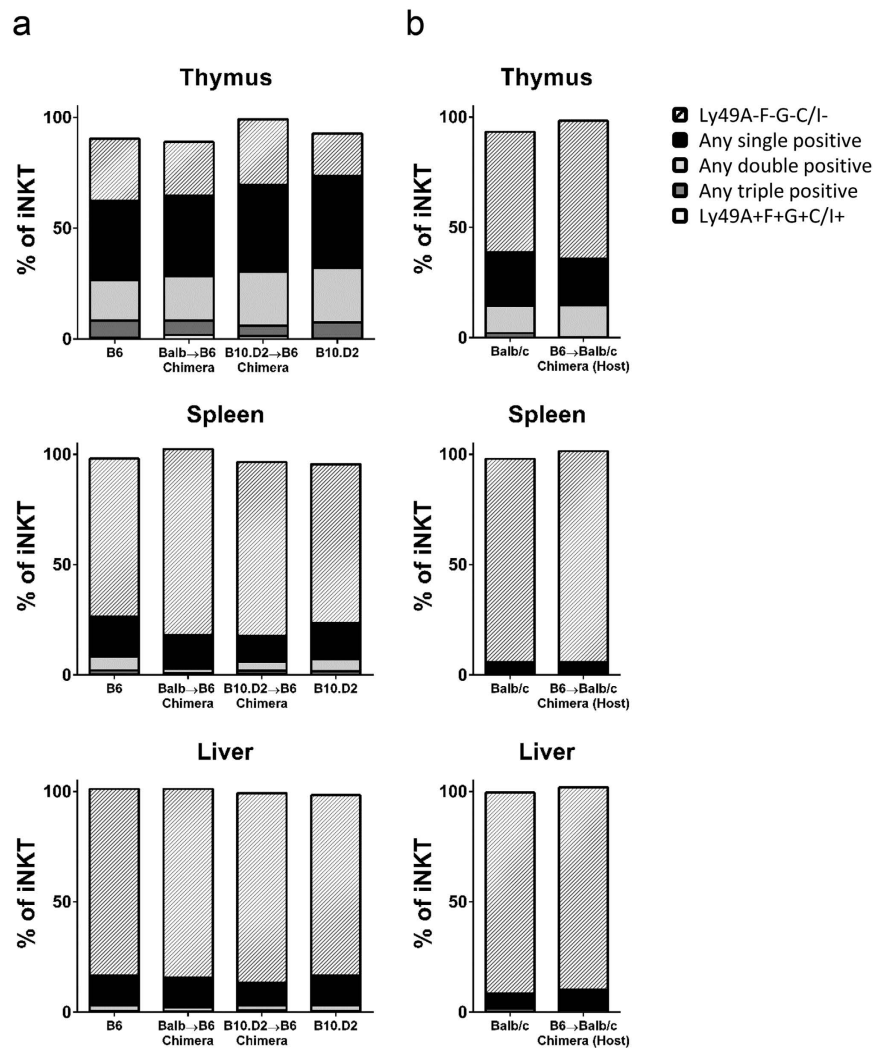 a
Thymus
% of iNKT
100
50
0
B6
Balb→B6
Chimera
B10.D2→B6
Chimera
B10.D2
Spleen
% of iNKT
100
50
0
B6
Balb→B6
Chimera
B10.D2→B6
Chimera
B10.D2
Liver
% of iNKT
100
50
0
B6
Balb→B6
Chimera
B10.D2→B6
Chimera
B10.D2
b
Thymus
% of iNKT
100
50
0
Balb/c
B6→Balb/c
Chimera (Host)
Spleen
% of iNKT
100
50
0
Balb/c
B6→Balb/c
Chimera (Host)
Liver
% of iNKT
100
50
0
Balb/c
B6→Balb/c
Chimera (Host)
Ly49A-F-G-C/I-
Any single positive
Any double positive
Any triple positive
Ly49A+F+G+C/I+